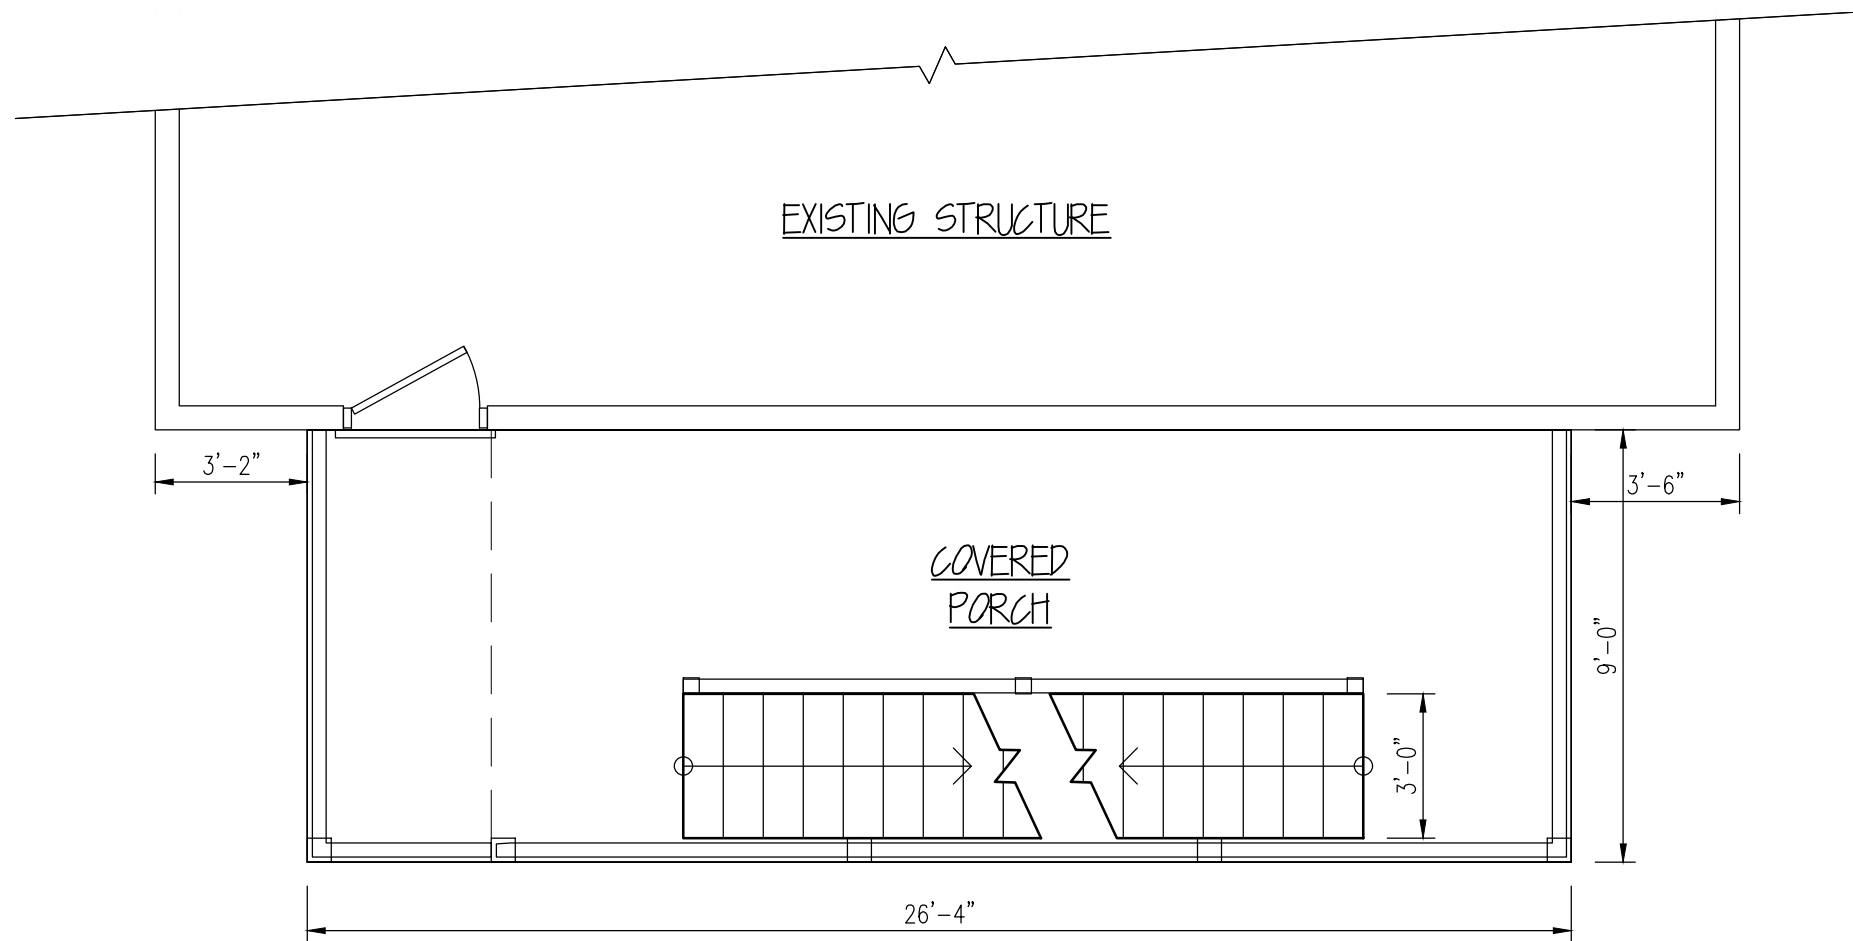 EXISTING STRUCTURE
3'-2"
3'-6"
COVERED
PORCH
9'-0"
3'-0"
26'-4"